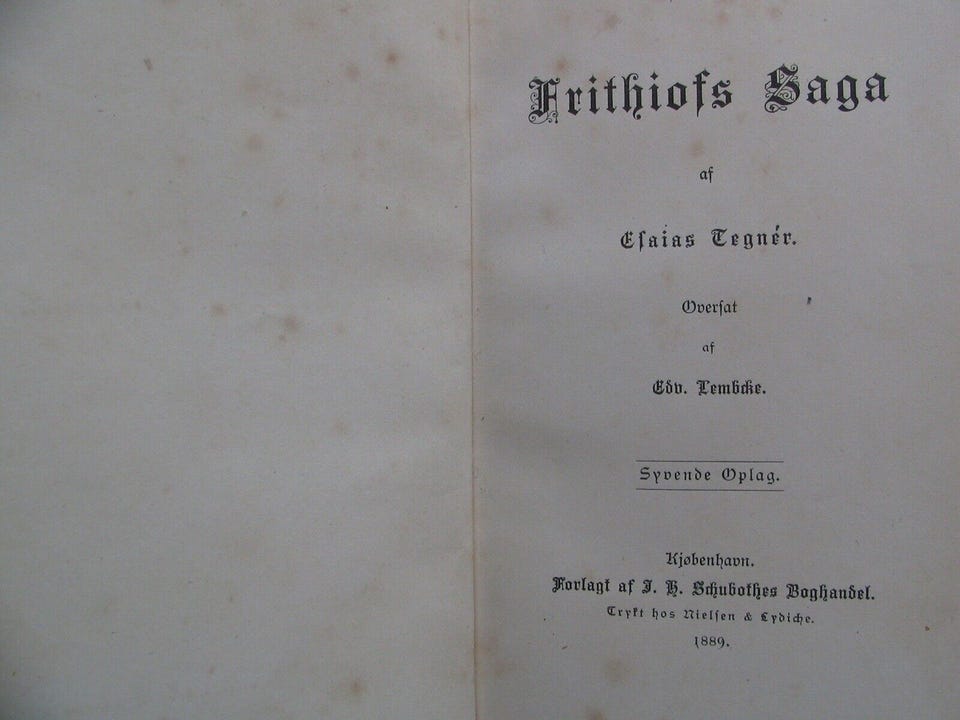 Frithiofs Saga
af
Eſaias Tegnér.
Overſat
af
Edv. Lembcke.
Syvende Oplag.
Kjøbenhavn.
Forlagt af J. H. Schubothes Boghandel.
Trykt hos Nielſen & Lydiche.
1889.